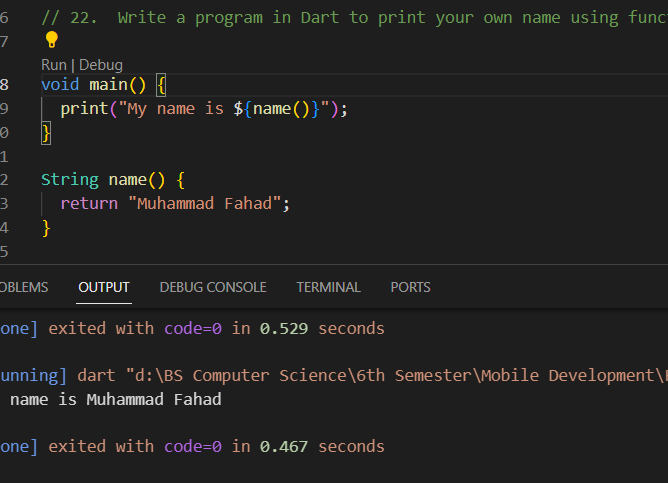 6 // 22.  Write a program in Dart to print your own name using func
7
Run | Debug
8 void main() {
9   print("My name is ${name()}");
0 }
1
2 String name() {
3   return "Muhammad Fahad";
4 }
5
OBLEMS OUTPUT DEBUG CONSOLE TERMINAL PORTS
one] exited with code=0 in 0.529 seconds
unning] dart "d:\BS Computer Science\6th Semester\Mobile Development\
name is Muhammad Fahad
one] exited with code=0 in 0.467 seconds